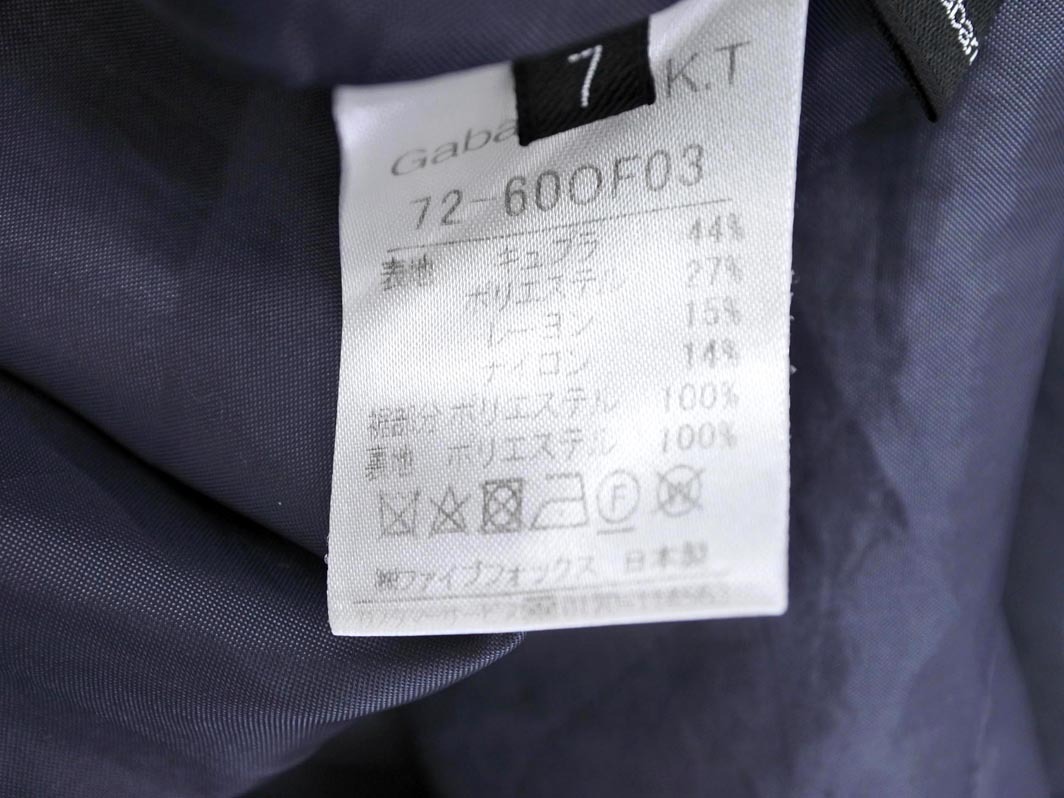 7
Gaba K.T
72-60OF03
表地 キュプラ 44%
ポリエステル 27%
レーヨン 15%
ナイロン 14%
裾部分 ポリエステル 100%
裏地 ポリエステル 100%
F
㈱ファイブフォックス 日本製